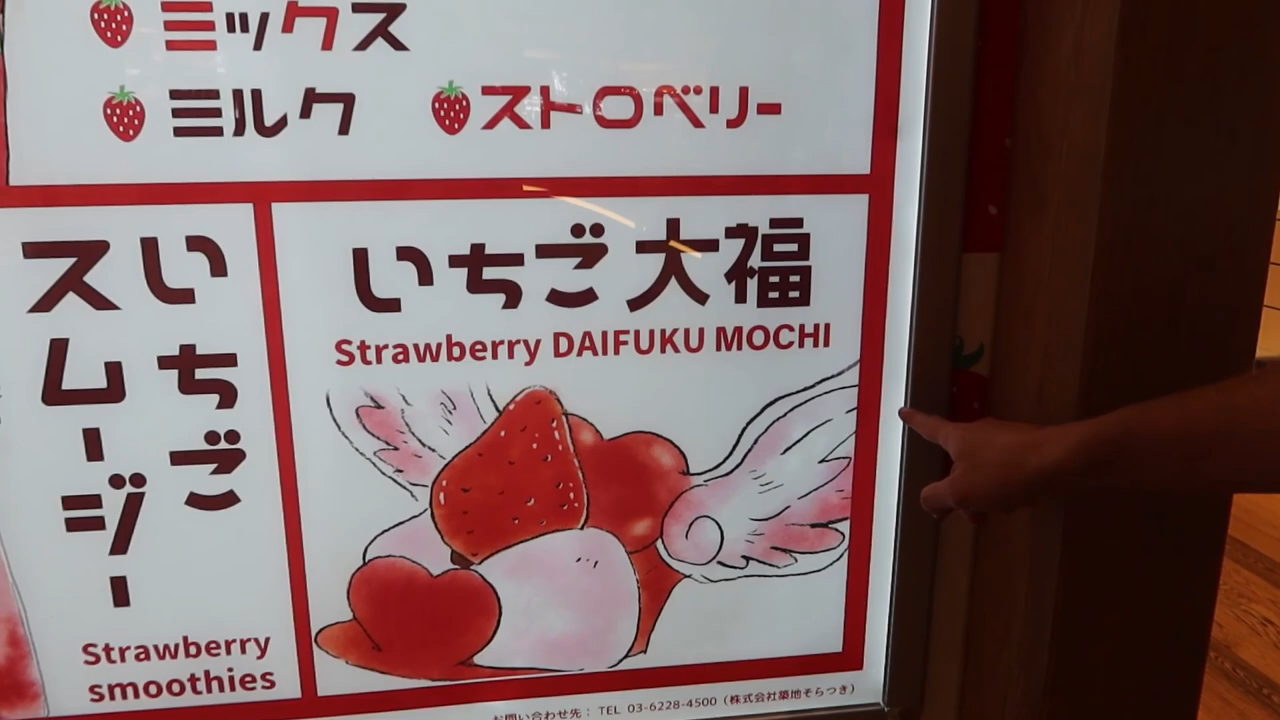 ミックス
ミルク ストロベリー
いちご
スムージー
Strawberry
smoothies
いちご大福
Strawberry DAIFUKU MOCHI
お問い合わせ先： TEL 03-6228-4500（株式会社築地そらつき）